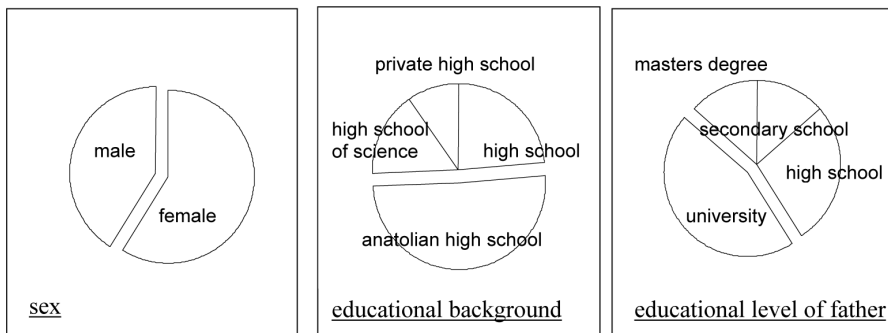 male
female
sex
private high school
high school
of science
high school
anatolian high school
educational background
masters degree
secondary school
high school
university
educational level of father